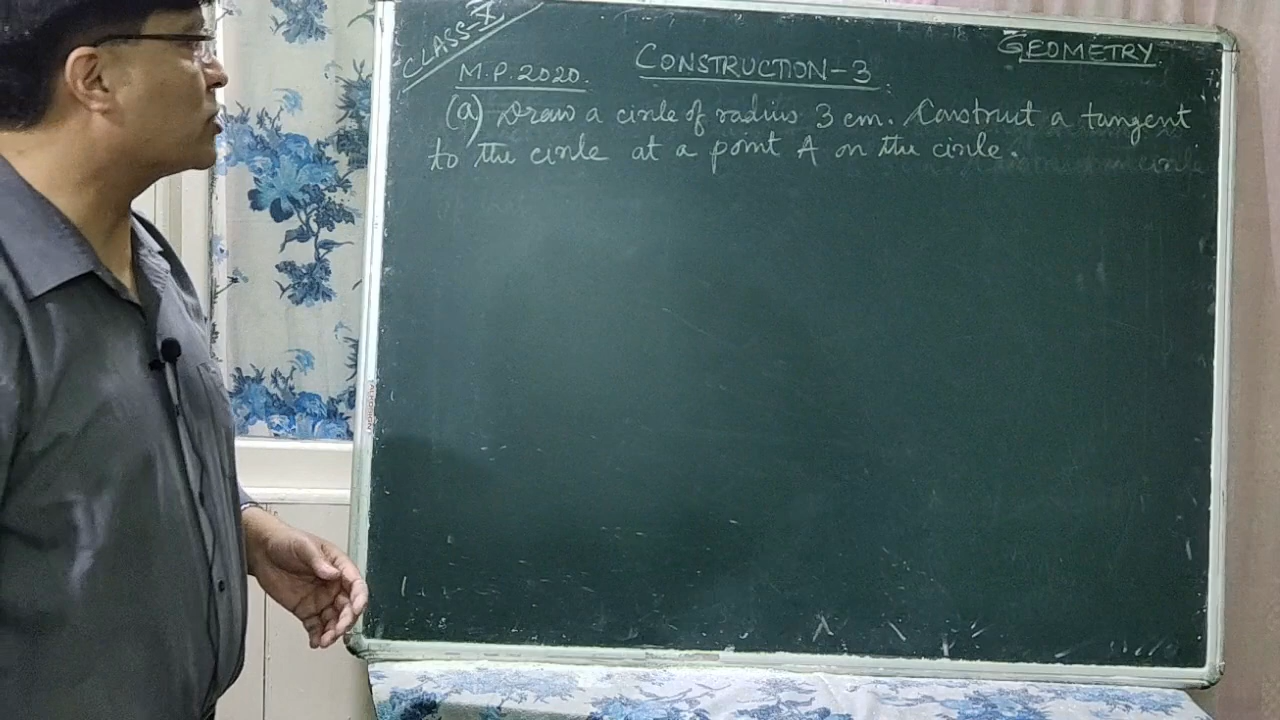 CLASS-X
GEOMETRY
M.P. 2020.
CONSTRUCTION-3
(a) Draw a circle of radius 3 cm. Construct a tangent
to the circle at a point A on the circle.